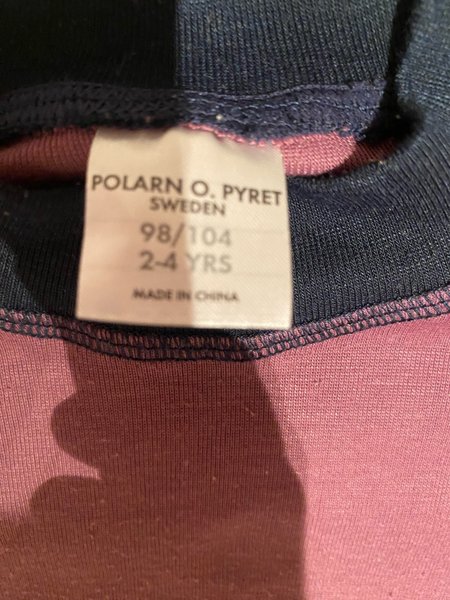 POLARN O. PYRET
SWEDEN
98/104
2-4 YRS
MADE IN CHINA